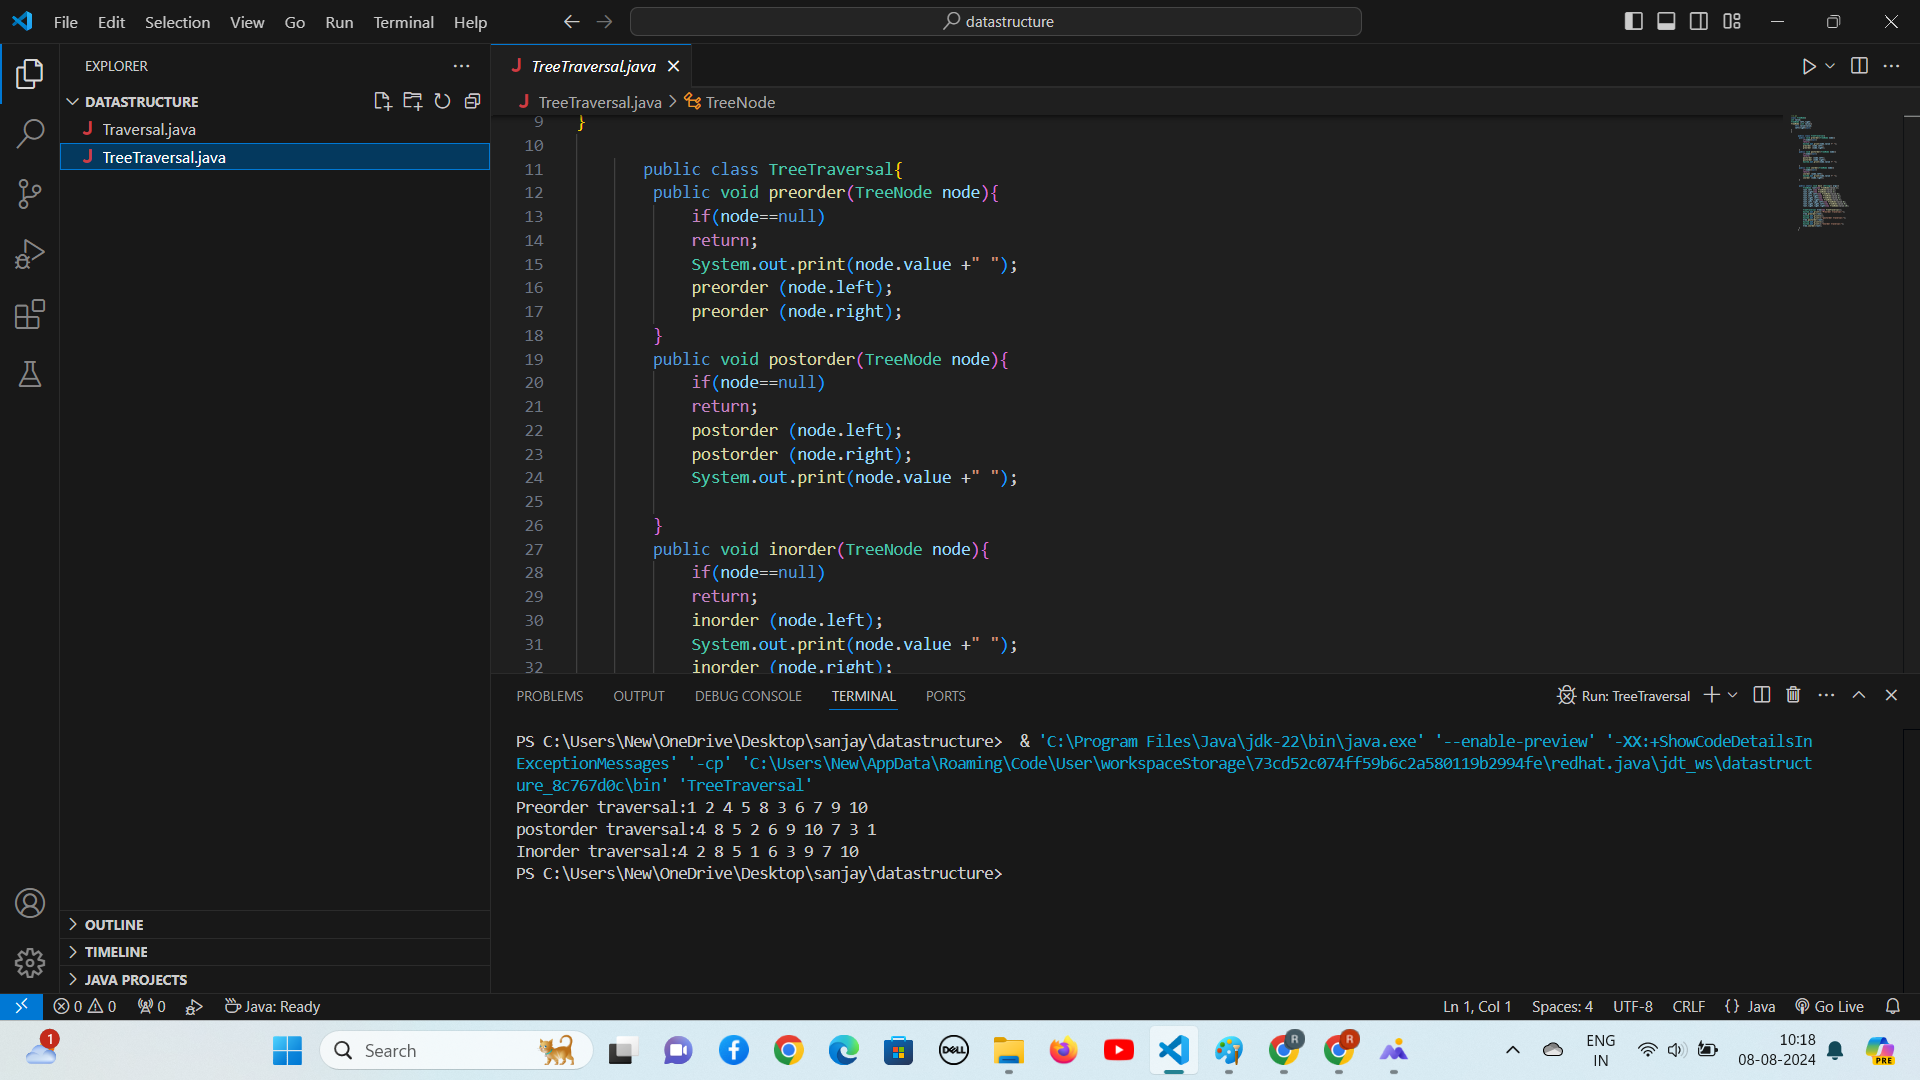 File Edit Selection View Go Run Terminal Help
datastructure
EXPLORER
DATASTRUCTURE
Traversal.java
TreeTraversal.java
OUTLINE
TIMELINE
JAVA PROJECTS
TreeTraversal.java
TreeTraversal.java > TreeNode
9 }
10
11 public class TreeTraversal{
12 public void preorder(TreeNode node){
13 if(node==null)
14 return;
15 System.out.print(node.value +" ");
16 preorder (node.left);
17 preorder (node.right);
18 }
19 public void postorder(TreeNode node){
20 if(node==null)
21 return;
22 postorder (node.left);
23 postorder (node.right);
24 System.out.print(node.value +" ");
25
26 }
27 public void inorder(TreeNode node){
28 if(node==null)
29 return;
30 inorder (node.left);
31 System.out.print(node.value +" ");
32 inorder (node.right);
PROBLEMS OUTPUT DEBUG CONSOLE TERMINAL PORTS
Run: TreeTraversal
PS C:\Users\New\OneDrive\Desktop\sanjay\datastructure>  & 'C:\Program Files\Java\jdk-22\bin\java.exe' '--enable-preview' '-XX:+ShowCodeDetailsIn
ExceptionMessages' '-cp' 'C:\Users\New\AppData\Roaming\Code\User\workspaceStorage\73cd52c074ff59b6c2a580119b2994fe\redhat.java\jdt_ws\datastruct
ure_8c767d0c\bin' 'TreeTraversal'
Preorder traversal:1 2 4 5 8 3 6 7 9 10
postorder traversal:4 8 5 2 6 9 10 7 3 1
Inorder traversal:4 2 8 5 1 6 3 9 7 10
PS C:\Users\New\OneDrive\Desktop\sanjay\datastructure>
0 0 0 Java: Ready
Ln 1, Col 1 Spaces: 4 UTF-8 CRLF {} Java Go Live
1
Search
DELL
R
R
ENG
IN
10:18
08-08-2024
PRE